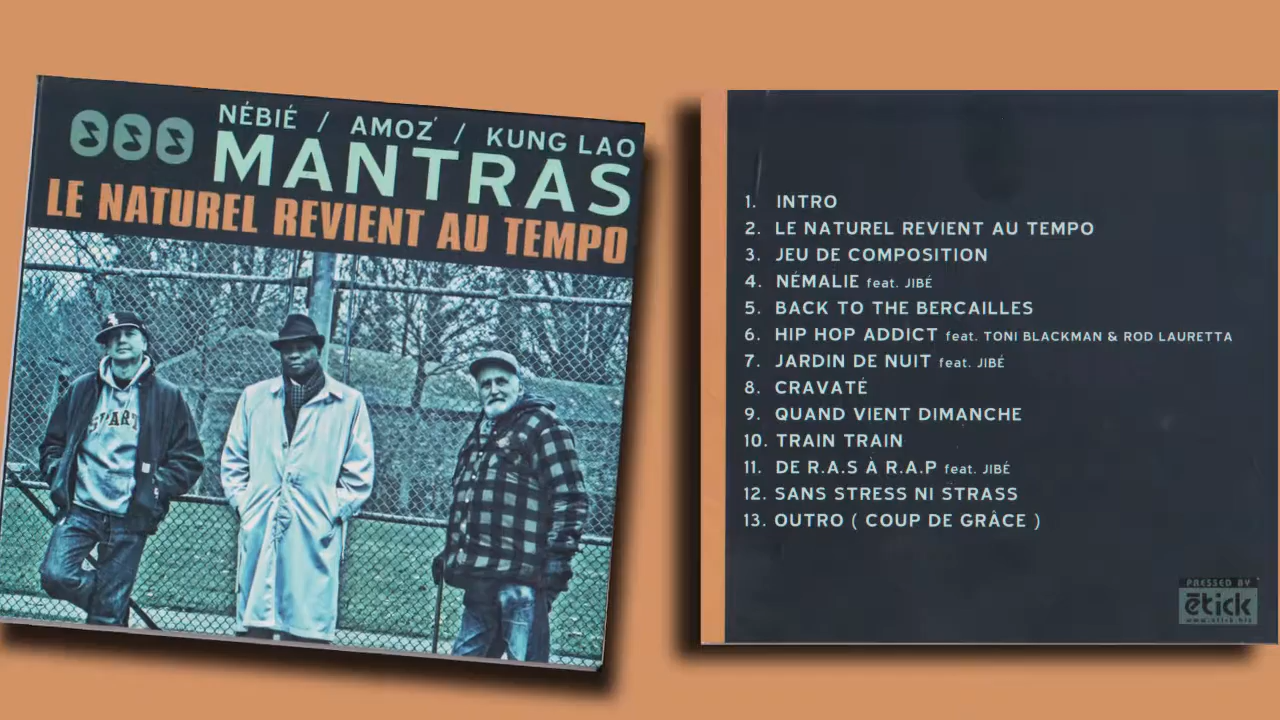 NÉBIÉ / AMOZ' / KUNG LAO
MANTRAS
LE NATUREL REVIENT AU TEMPO
1. INTRO
2. LE NATUREL REVIENT AU TEMPO
3. JEU DE COMPOSITION
4. NÉMALIE feat. JIBÉ
5. BACK TO THE BERCAILLES
6. HIP HOP ADDICT feat. TONI BLACKMAN & ROD LAURETTA
7. JARDIN DE NUIT feat. JIBÉ
8. CRAVATÉ
9. QUAND VIENT DIMANCHE
10. TRAIN TRAIN
11. DE R.A.S À R.A.P feat. JIBÉ
12. SANS STRESS NI STRASS
13. OUTRO ( COUP DE GRÂCE )
PRESSED BY
ētick